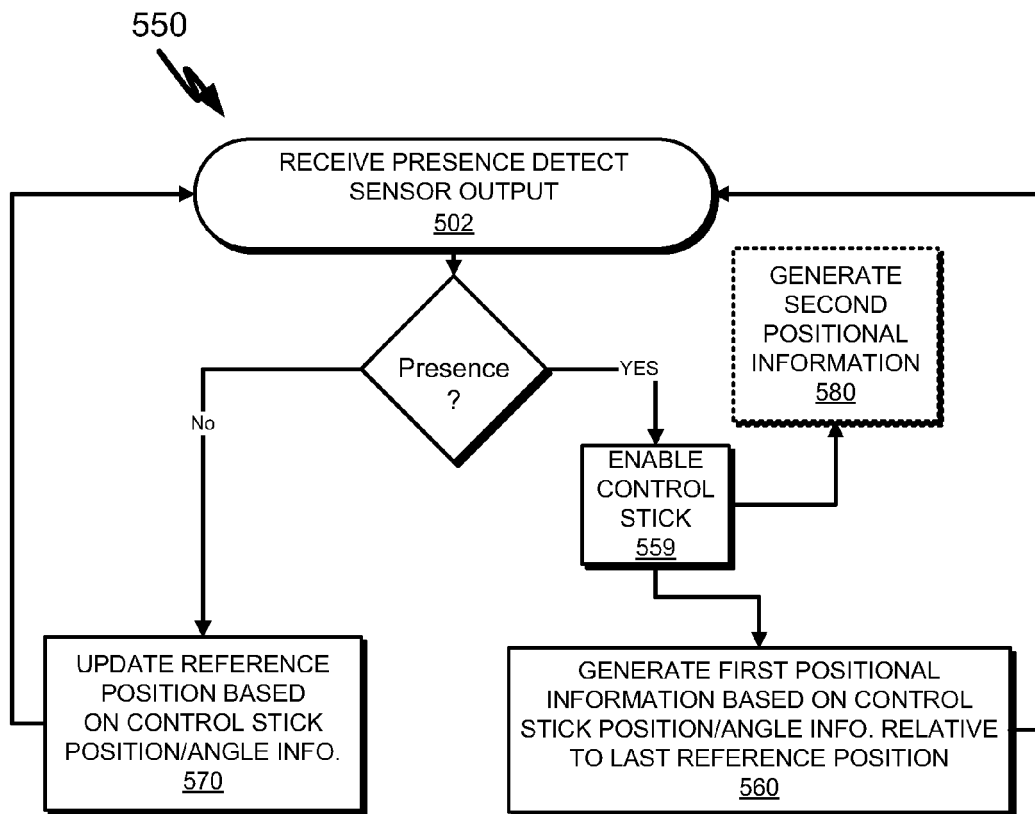 550
RECEIVE PRESENCE DETECT
SENSOR OUTPUT
502
GENERATE
SECOND
POSITIONAL
INFORMATION
580
Presence
?
YES
No
ENABLE
CONTROL
STICK
559
UPDATE REFERENCE
POSITION BASED
ON CONTROL STICK
POSITION/ANGLE INFO.
570
GENERATE FIRST POSITIONAL
INFORMATION BASED ON CONTROL
STICK POSITION/ANGLE INFO. RELATIVE
TO LAST REFERENCE POSITION
560